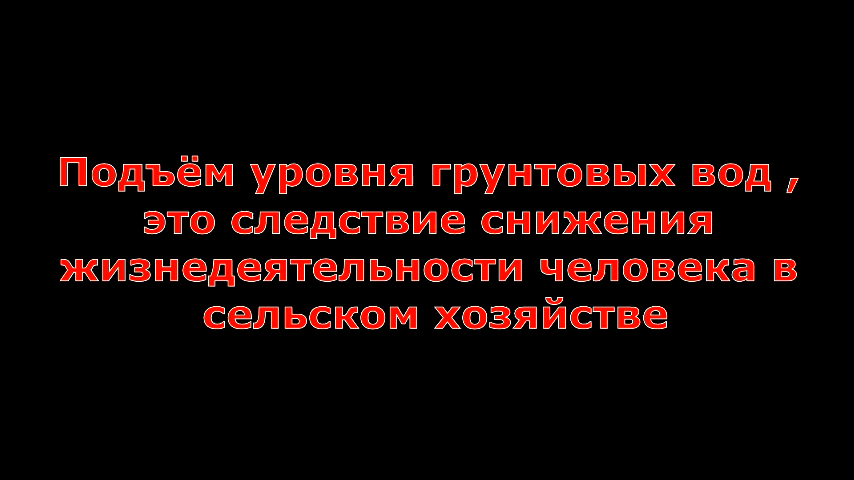 Подъём уровня грунтовых вод ,
это следствие снижения
жизнедеятельности человека в
сельском хозяйстве